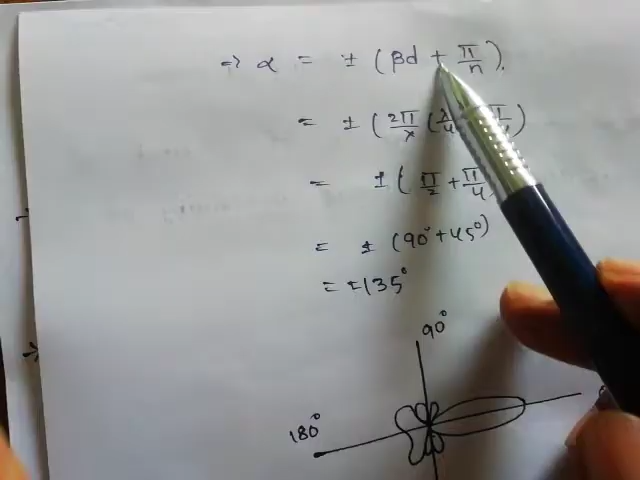 => α = ± (βd + π/n).
= ± (2π/λ (λ/4
= ± ( π/2 + π/4
= ± (90° + 45°)
= ±135°
90°
180°